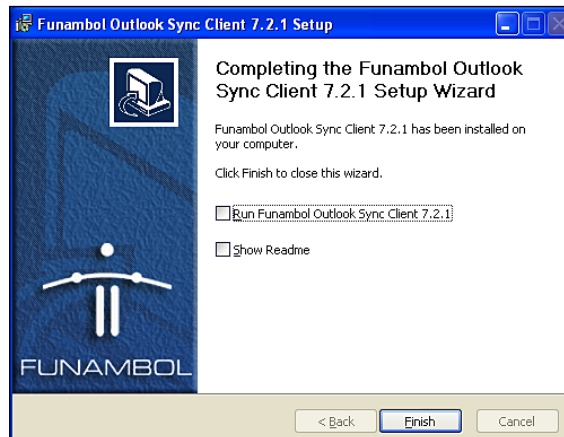 Funambol Outlook Sync Client 7.2.1 Setup
Completing the Funambol Outlook
Sync Client 7.2.1 Setup Wizard
Funambol Outlook Sync Client 7.2.1 has been installed on
your computer.
Click Finish to close this wizard.
Run Funambol Outlook Sync Client 7.2.1
Show Readme
FUNAMBOL
< Back
Finish
Cancel